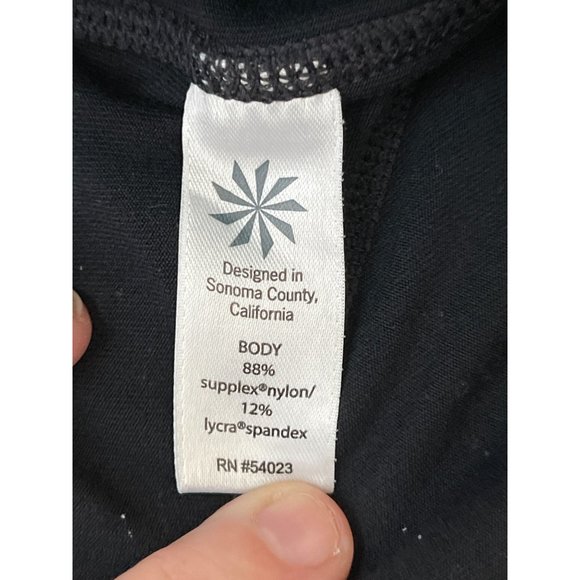 Designed in
Sonoma County,
California
BODY
88%
supplex®nylon/
12%
lycra®spandex
RN #54023